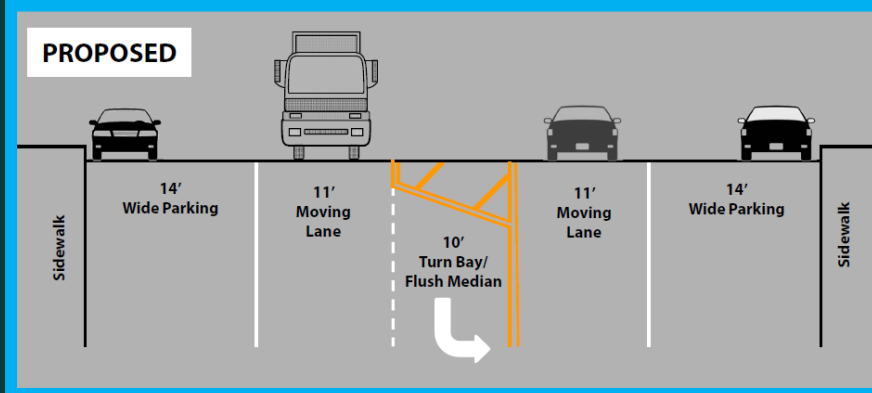 PROPOSED
Sidewalk
14'
Wide Parking
11'
Moving
Lane
10'
Turn Bay/
Flush Median
11'
Moving
Lane
14'
Wide Parking
Sidewalk